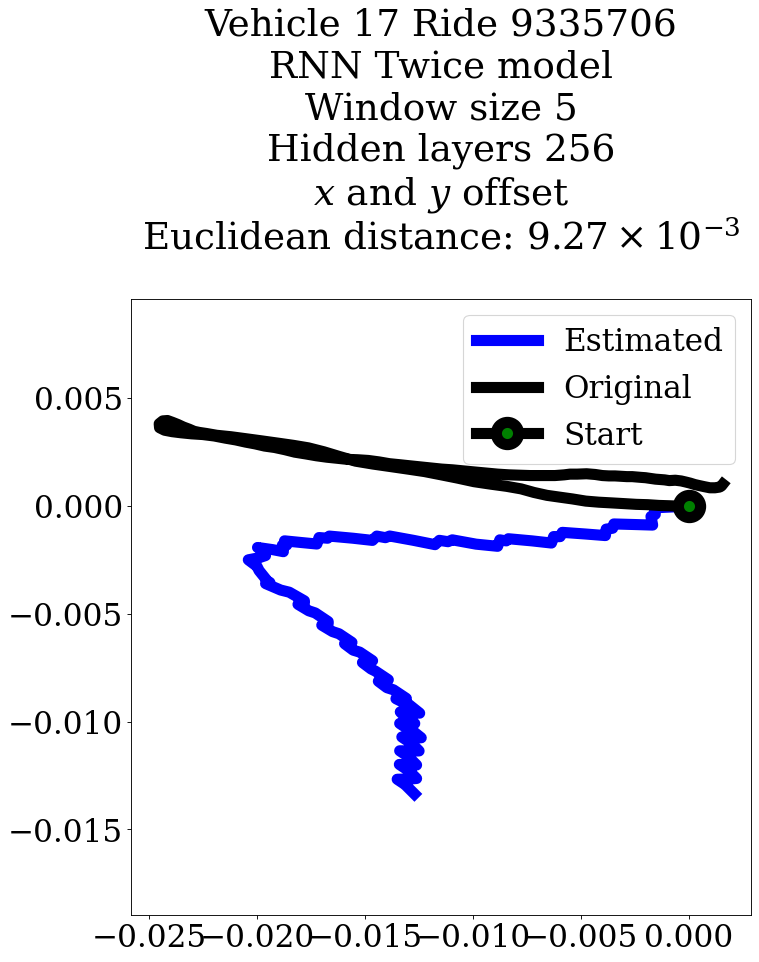 Vehicle 17 Ride 9335706
RNN Twice model
Window size 5
Hidden layers 256
x and y offset
Euclidean distance: 9.27 × 10⁻³
Estimated
Original
Start
0.005
0.000
−0.005
−0.010
−0.015
−0.025 −0.020 −0.015 −0.010 −0.005 0.000